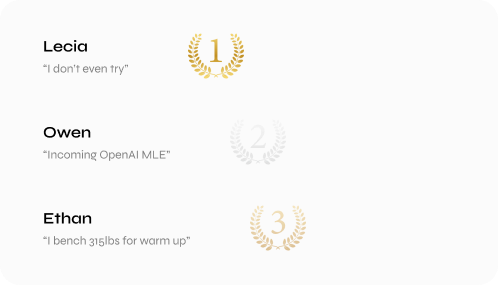 Lecia
1
“I don't even try”
Owen
2
“Incoming OpenAI MLE”
Ethan
3
“I bench 315lbs for warm up”